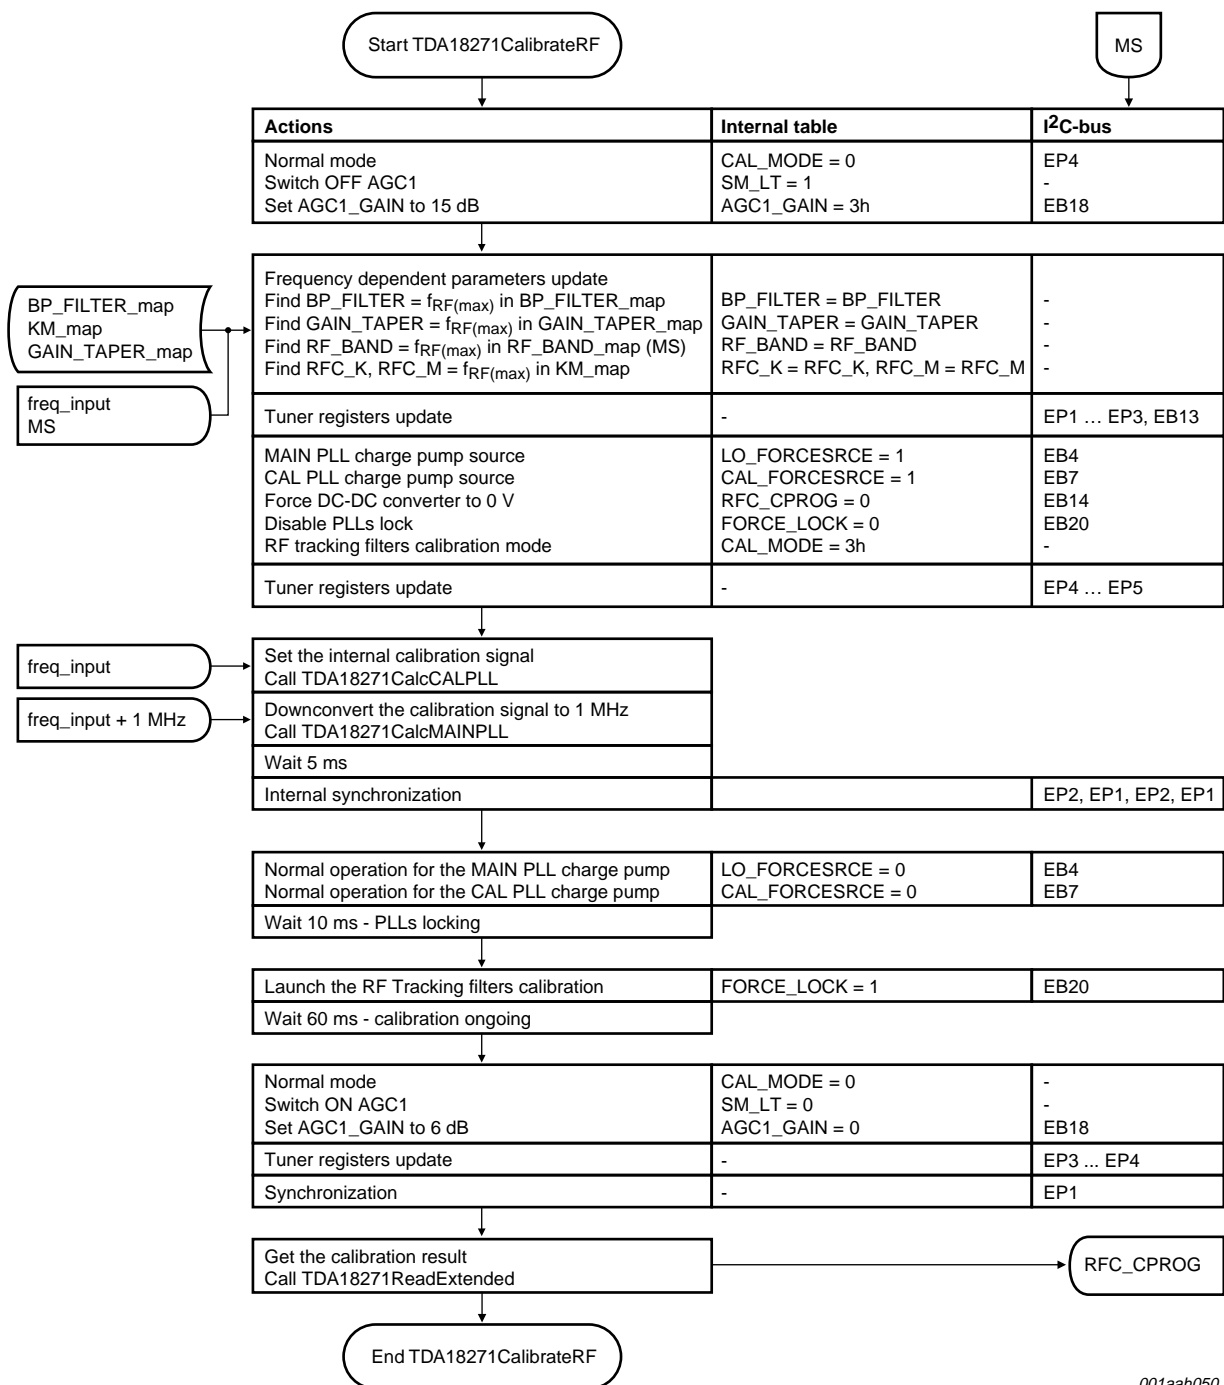 Start TDA18271CalibrateRF
MS
Actions Internal table I2C-bus
Normal mode CAL_MODE = 0 EP4
Switch OFF AGC1 SM_LT = 1 -
Set AGC1_GAIN to 15 dB AGC1_GAIN = 3h EB18
BP_FILTER_map
KM_map
GAIN_TAPER_map
freq_input
MS
Frequency dependent parameters update
Find BP_FILTER = fRF(max) in BP_FILTER_map BP_FILTER = BP_FILTER -
Find GAIN_TAPER = fRF(max) in GAIN_TAPER_map GAIN_TAPER = GAIN_TAPER -
Find RF_BAND = fRF(max) in RF_BAND_map (MS) RF_BAND = RF_BAND -
Find RFC_K, RFC_M = fRF(max) in KM_map RFC_K = RFC_K, RFC_M = RFC_M -
Tuner registers update - EP1 … EP3, EB13
MAIN PLL charge pump source LO_FORCESRCE = 1 EB4
CAL PLL charge pump source CAL_FORCESRCE = 1 EB7
Force DC-DC converter to 0 V RFC_CPROG = 0 EB14
Disable PLLs lock FORCE_LOCK = 0 EB20
RF tracking filters calibration mode CAL_MODE = 3h -
Tuner registers update - EP4 … EP5
freq_input
Set the internal calibration signal
Call TDA18271CalcCALPLL
freq_input + 1 MHz
Downconvert the calibration signal to 1 MHz
Call TDA18271CalcMAINPLL
Wait 5 ms
Internal synchronization EP2, EP1, EP2, EP1
Normal operation for the MAIN PLL charge pump LO_FORCESRCE = 0 EB4
Normal operation for the CAL PLL charge pump CAL_FORCESRCE = 0 EB7
Wait 10 ms - PLLs locking
Launch the RF Tracking filters calibration FORCE_LOCK = 1 EB20
Wait 60 ms - calibration ongoing
Normal mode CAL_MODE = 0 -
Switch ON AGC1 SM_LT = 0 -
Set AGC1_GAIN to 6 dB AGC1_GAIN = 0 EB18
Tuner registers update - EP3 ... EP4
Synchronization - EP1
Get the calibration result
Call TDA18271ReadExtended
RFC_CPROG
End TDA18271CalibrateRF
001aah050